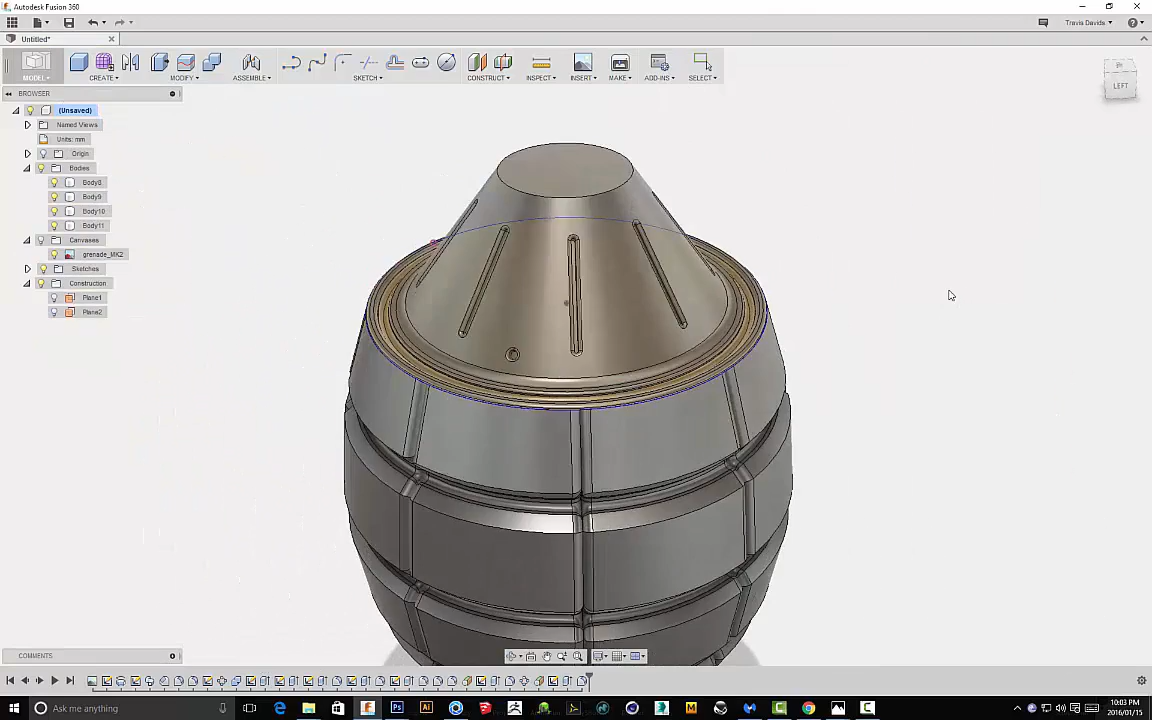 Autodesk Fusion 360
Travis Davids
Untitled*
MODEL
CREATE
MODIFY
ASSEMBLE
SKETCH
CONSTRUCT
INSPECT
INSERT
MAKE
ADD-INS
SELECT
LEFT
BROWSER
(Unsaved)
Named Views
Units: mm
Origin
Bodies
Body8
Body9
Body10
Body11
Canvases
grenade_MK2
Sketches
Construction
Plane1
Plane2
COMMENTS
Ask me anything
10:03 PM
2016/01/15